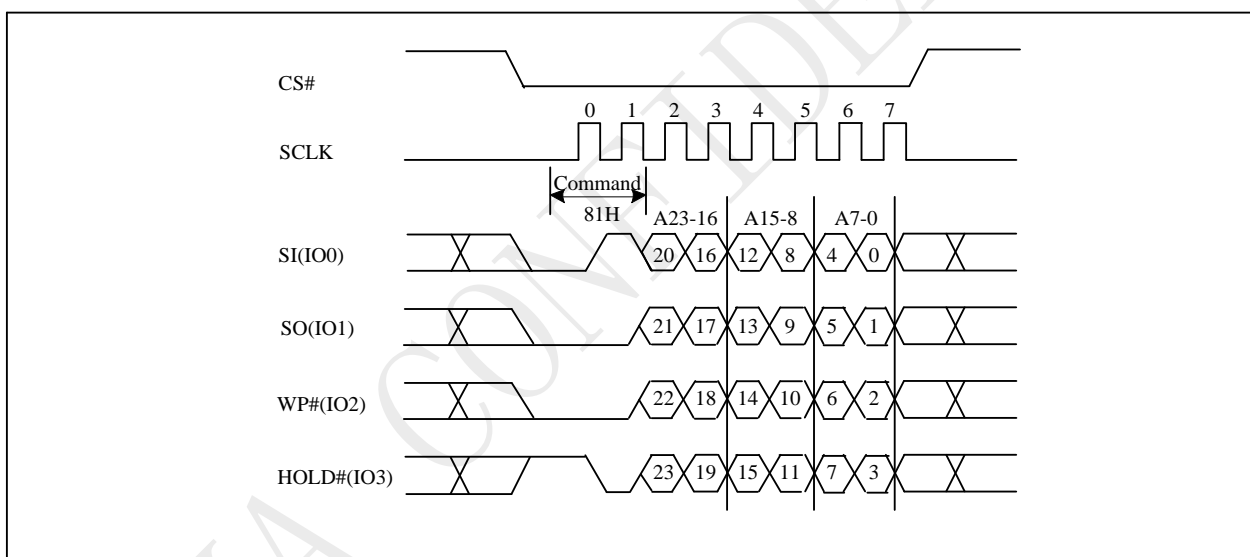 CS#
0 1 2 3 4 5 6 7
SCLK
Command
81H
A23-16 A15-8 A7-0
SI(IO0) 20 16 12 8 4 0
SO(IO1) 21 17 13 9 5 1
WP#(IO2) 22 18 14 10 6 2
HOLD#(IO3) 23 19 15 11 7 3